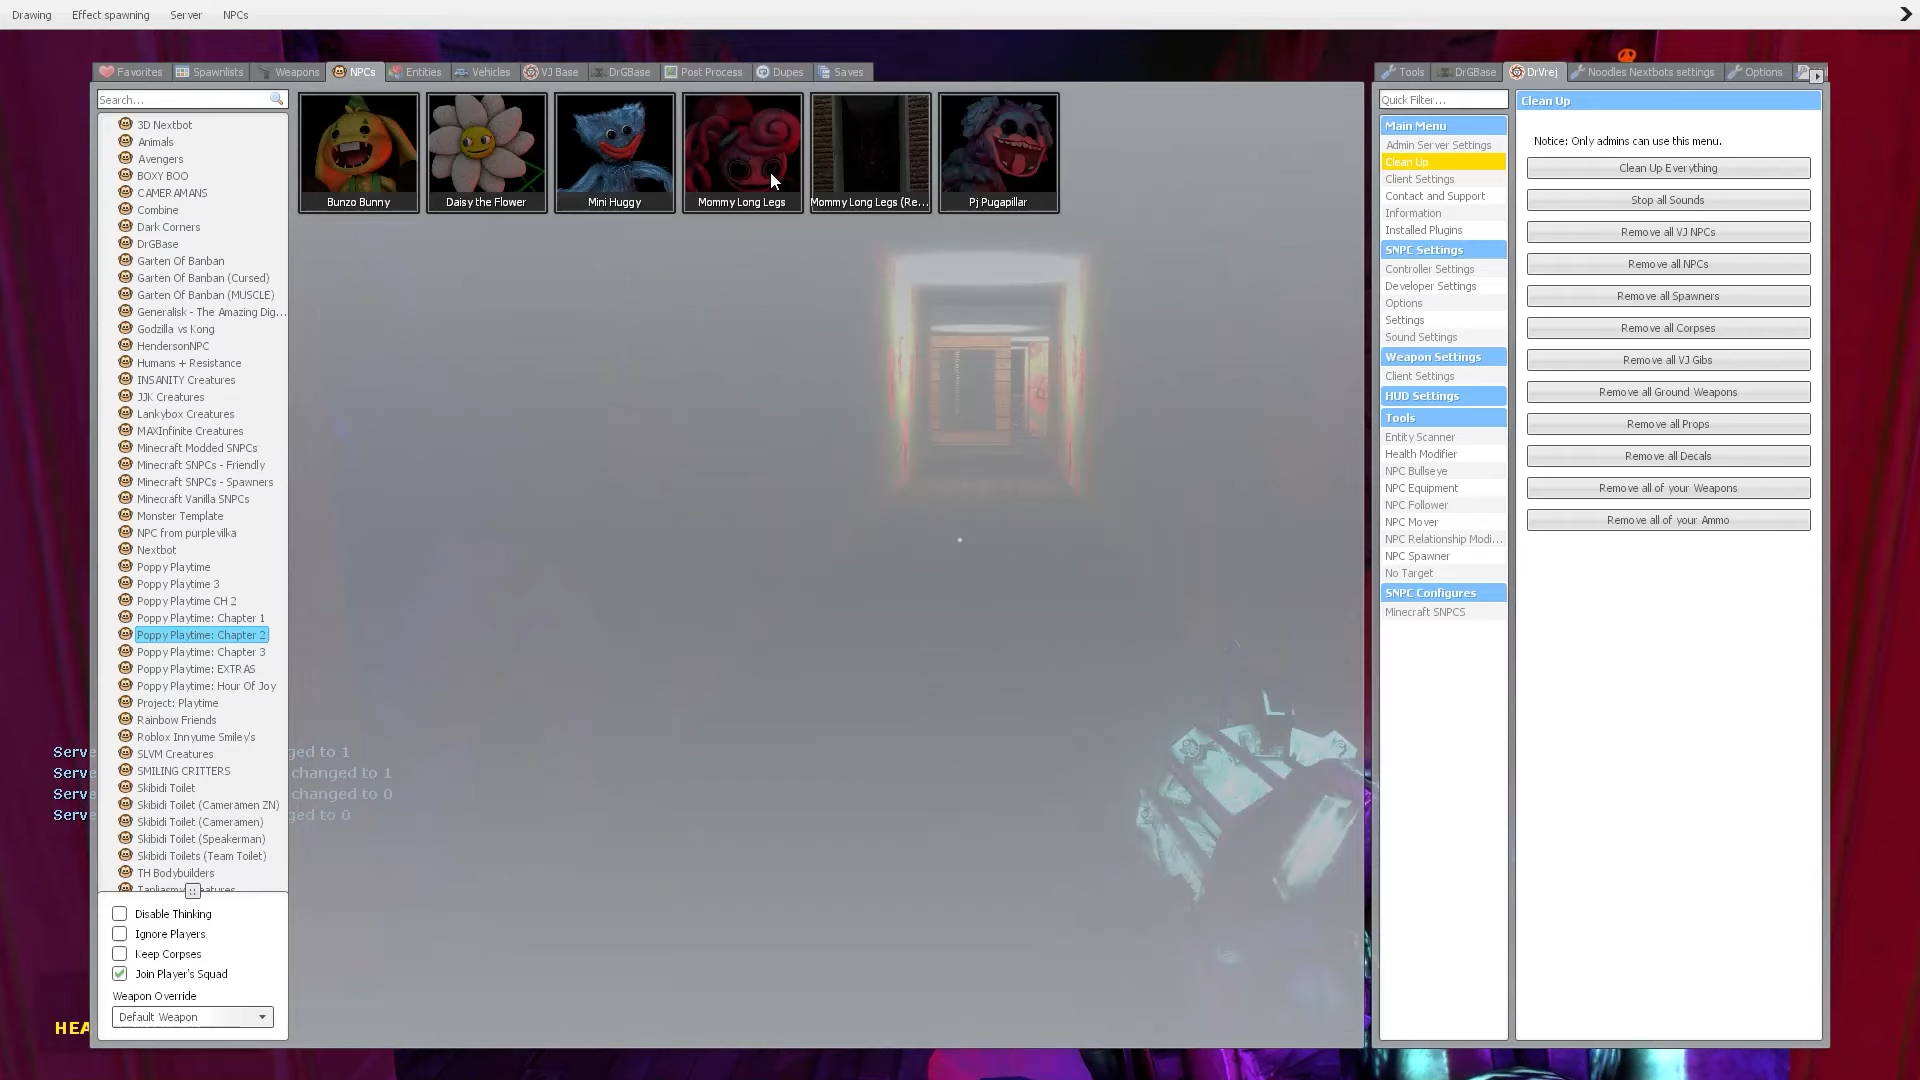 Drawing Effect spawning Server NPCs
Favorites Spawnlists Weapons NPCs Entities Vehicles VJ Base DrGBase Post Process Dupes Saves
Search...
3D Nextbot
Animals
Avengers
BOXY BOO
CAMERAMANS
Combine
Dark Corners
DrGBase
Garten Of Banban
Garten Of Banban (Cursed)
Garten Of Banban (MUSCLE)
Generalisk - The Amazing Dig...
Godzilla vs Kong
HendersonNPC
Humans + Resistance
INSANITY Creatures
JJK Creatures
Lankybox Creatures
MAXInfinite Creatures
Minecraft Modded SNPCs
Minecraft SNPCs - Friendly
Minecraft SNPCs - Spawners
Minecraft Vanilla SNPCs
Monster Template
NPC from purplevilka
Nextbot
Poppy Playtime
Poppy Playtime 3
Poppy Playtime CH 2
Poppy Playtime: Chapter 1
Poppy Playtime: Chapter 2
Poppy Playtime: Chapter 3
Poppy Playtime: EXTRAS
Poppy Playtime: Hour Of Joy
Project: Playtime
Rainbow Friends
Roblox Innyume Smiley's
SLVM Creatures
SMILING CRITTERS
Skibidi Toilet
Skibidi Toilet (Cameramen ZN)
Skibidi Toilet (Cameramen)
Skibidi Toilet (Speakerman)
Skibidi Toilets (Team Toilet)
TH Bodybuilders
Disable Thinking
Ignore Players
Keep Corpses
Join Player's Squad
Weapon Override
Default Weapon
Bunzo Bunny Daisy the Flower Mini Huggy Mommy Long Legs Mommy Long Legs (Re... Pj Pugapillar
Serve ged to 1
Serve changed to 1
Serve changed to 0
Serve ged to 0
HEA
Tools DrGBase DrVrej Noodles Nextbots settings Options
Quick Filter...
Main Menu
Admin Server Settings
Clean Up
Client Settings
Contact and Support
Information
Installed Plugins
SNPC Settings
Controller Settings
Developer Settings
Options
Settings
Sound Settings
Weapon Settings
Client Settings
HUD Settings
Tools
Entity Scanner
Health Modifier
NPC Bullseye
NPC Equipment
NPC Follower
NPC Mover
NPC Relationship Modi...
NPC Spawner
No Target
SNPC Configures
Minecraft SNPCS
Clean Up
Notice: Only admins can use this menu.
Clean Up Everything
Stop all Sounds
Remove all VJ NPCs
Remove all NPCs
Remove all Spawners
Remove all Corpses
Remove all VJ Gibs
Remove all Ground Weapons
Remove all Props
Remove all Decals
Remove all of your Weapons
Remove all of your Ammo